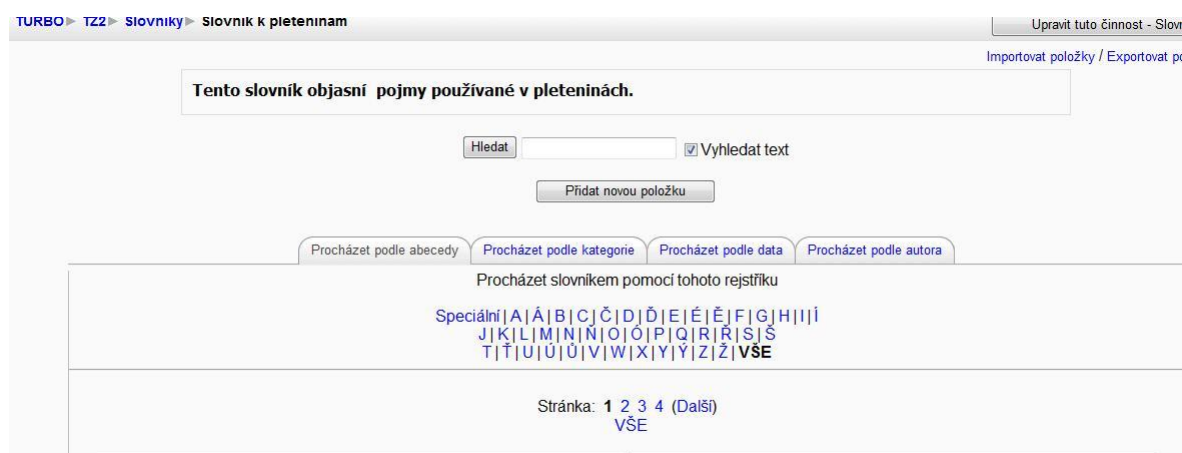 TURBO ► TZ2 ► Slovníky ► Slovník k pleteninám
Upravit tuto činnost - Slov
Importovat položky / Exportovat po
Tento slovník objasní pojmy používané v pleteninách.
Hledat Vyhledat text
Přidat novou položku
Procházet podle abecedy Procházet podle kategorie Procházet podle data Procházet podle autora
Procházet slovníkem pomocí tohoto rejstříku
Speciální | A | Á | B | C | Č | D | Ď | E | É | Ě | F | G | H | I | Í
J | K | L | M | N | Ň | O | Ó | P | Q | R | Ř | S | Š
T | Ť | U | Ú | Ů | V | W | X | Y | Ý | Z | Ž | VŠE
Stránka: 1 2 3 4 (Další)
VŠE